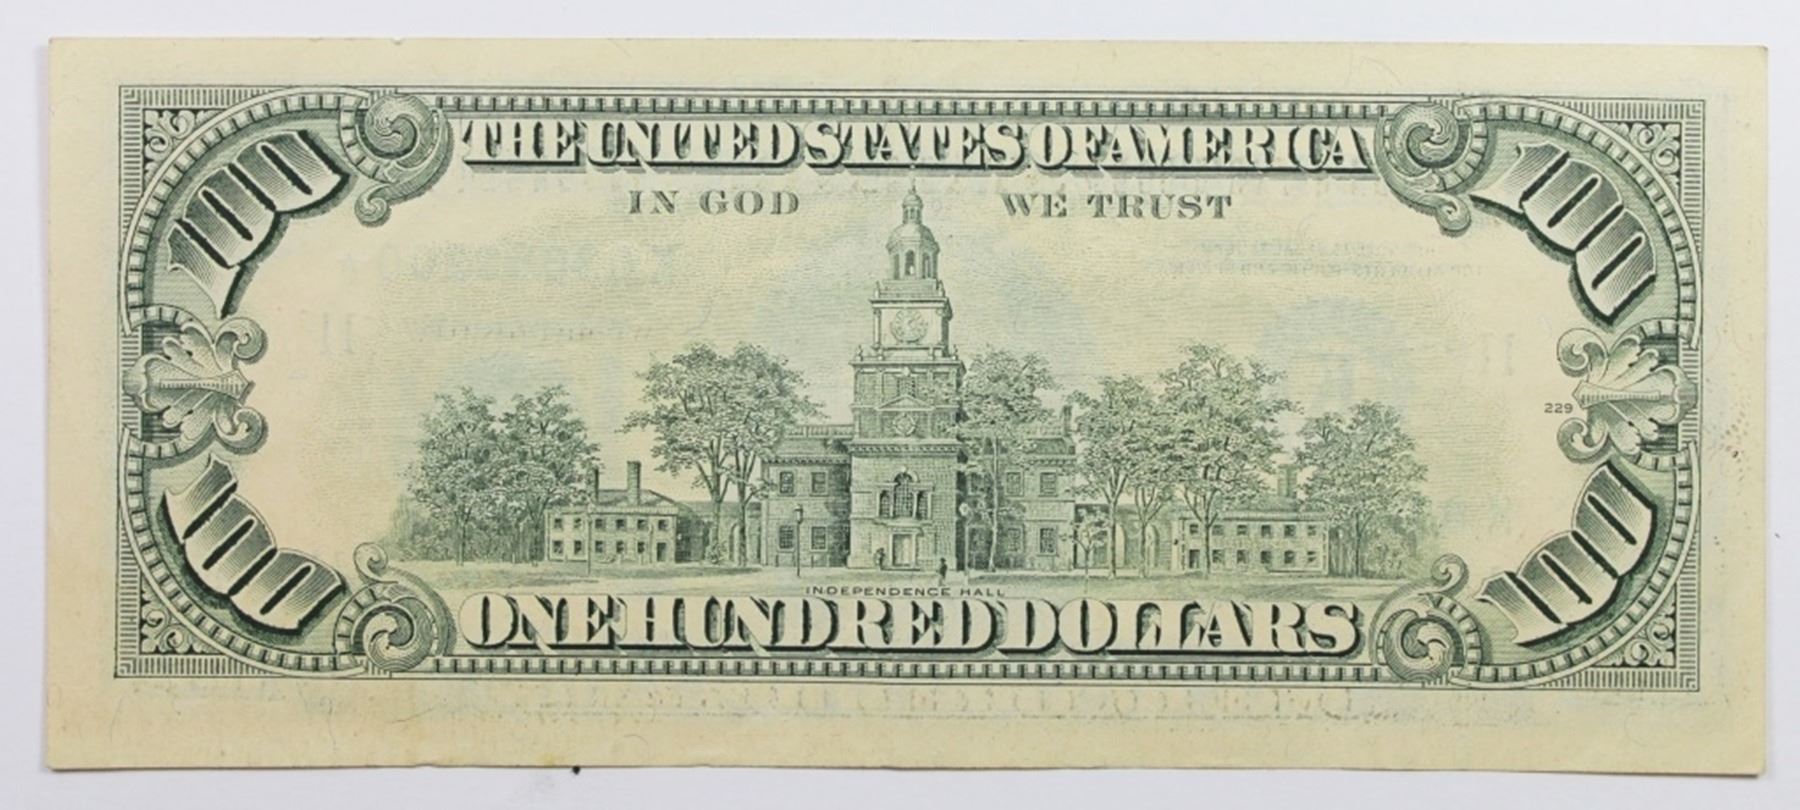 100 THE UNITED STATES OF AMERICA 100
IN GOD WE TRUST
229
INDEPENDENCE HALL
100 ONE HUNDRED DOLLARS 100